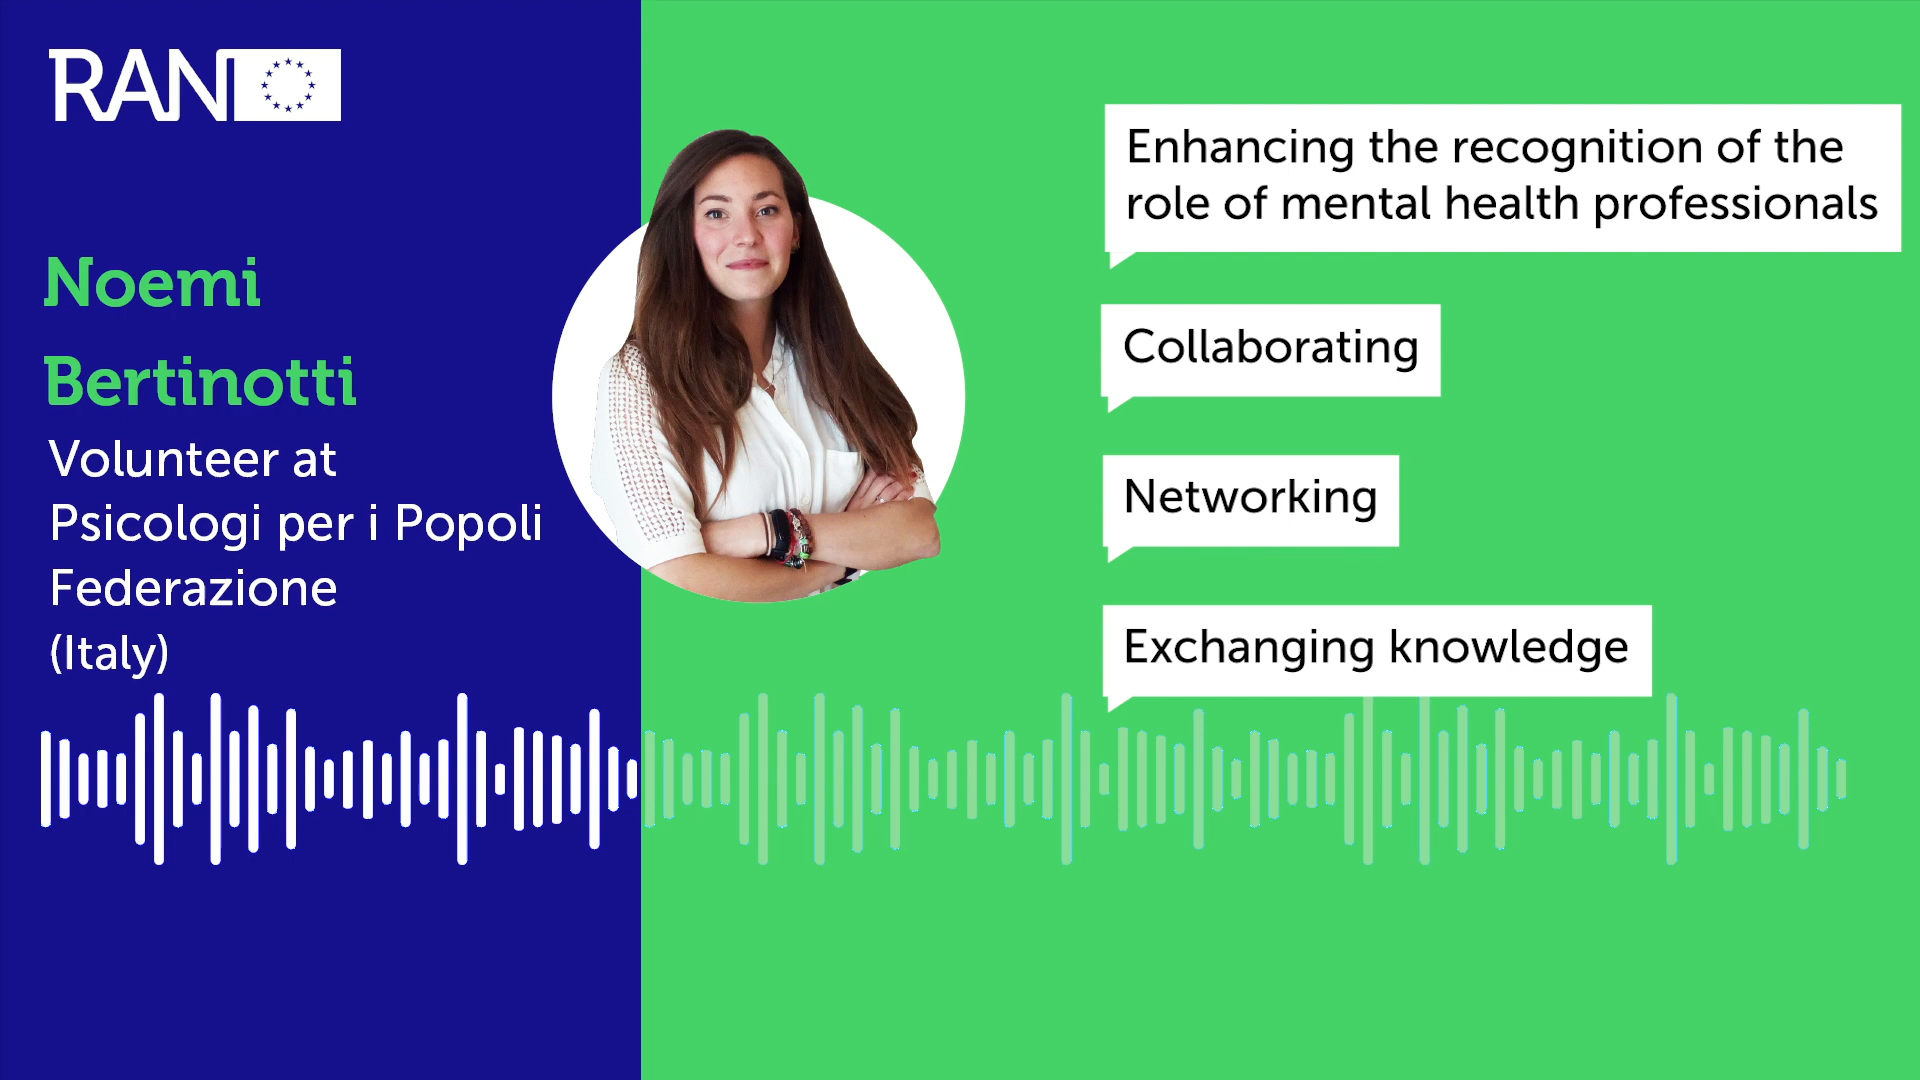 RAN
Noemi
Bertinotti
Volunteer at
Psicologi per i Popoli
Federazione
(Italy)
Enhancing the recognition of the
role of mental health professionals
Collaborating
Networking
Exchanging knowledge